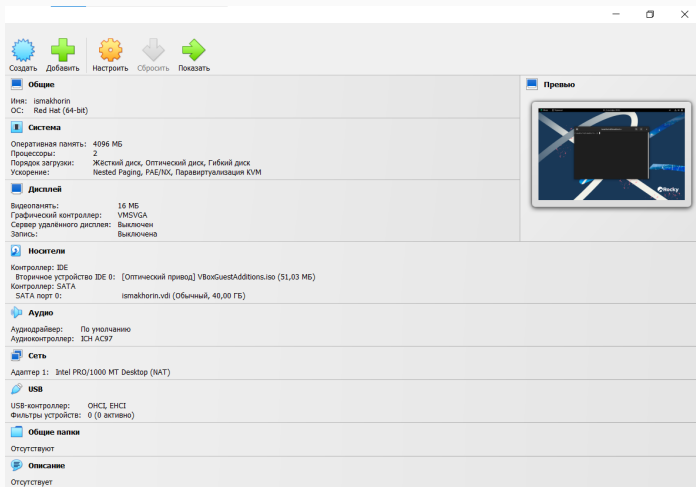 Создать Добавить Настроить Сбросить Показать
Общие
Имя: ismakhorin
ОС: Red Hat (64-bit)
Система
Оперативная память: 4096 МБ
Процессоры: 2
Порядок загрузки: Жёсткий диск, Оптический диск, Гибкий диск
Ускорение: Nested Paging, PAE/NX, Паравиртуализация KVM
Дисплей
Видеопамять: 16 МБ
Графический контроллер: VMSVGA
Сервер удалённого дисплея: Выключен
Запись: Выключена
Носители
Контроллер: IDE
Вторичное устройство IDE 0: [Оптический привод] VBoxGuestAdditions.iso (51,03 МБ)
Контроллер: SATA
SATA порт 0: ismakhorin.vdi (Обычный, 40,00 ГБ)
Аудио
Аудиодрайвер: По умолчанию
Аудиоконтроллер: ICH AC97
Сеть
Адаптер 1: Intel PRO/1000 MT Desktop (NAT)
USB
USB-контроллер: OHCI, EHCI
Фильтры устройств: 0 (0 активно)
Общие папки
Отсутствуют
Описание
Отсутствует
Превью
Rocky